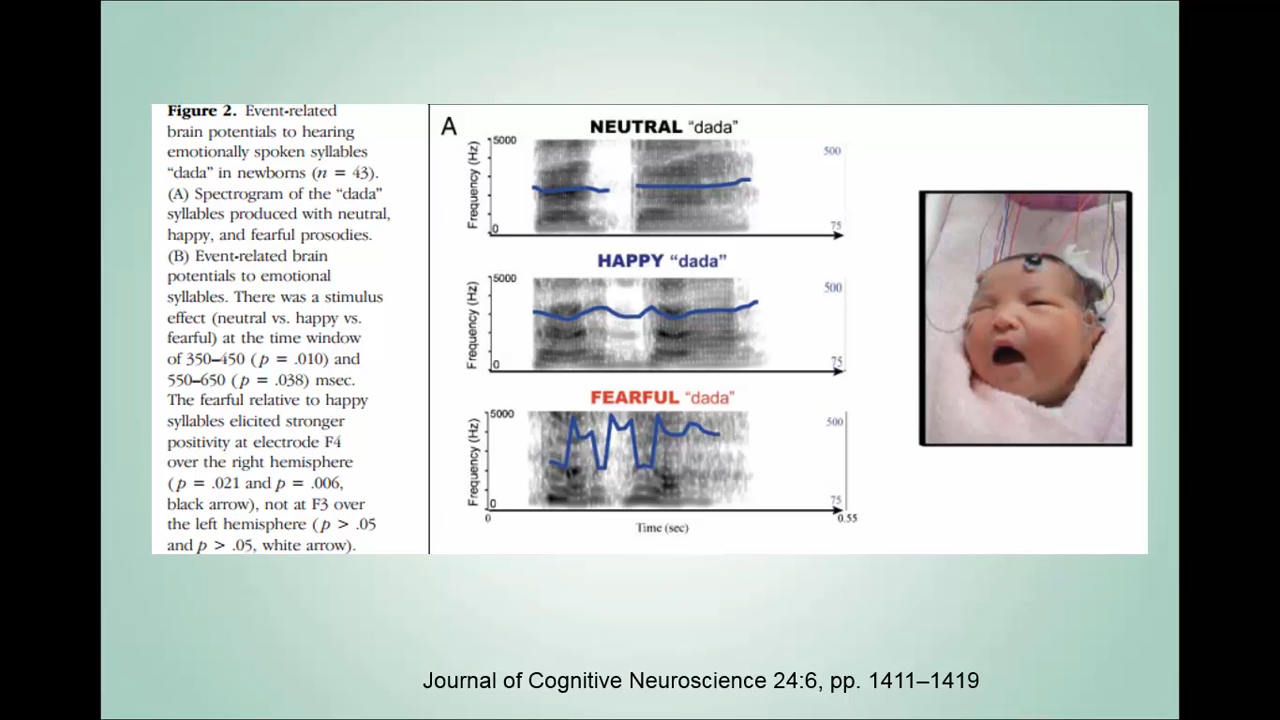 Figure 2. Event-related
brain potentials to hearing
emotionally spoken syllables
“dada” in newborns (n = 43).
(A) Spectrogram of the “dada”
syllables produced with neutral,
happy, and fearful prosodies.
(B) Event-related brain
potentials to emotional
syllables. There was a stimulus
effect (neutral vs. happy vs.
fearful) at the time window
of 350–450 (p = .010) and
550–650 (p = .038) msec.
The fearful relative to happy
syllables elicited stronger
positivity at electrode F4
over the right hemisphere
(p = .021 and p = .006,
black arrow), not at F3 over
the left hemisphere (p > .05
and p > .05, white arrow).
A
NEUTRAL “dada”
Frequency (Hz)
5000
0
500
75
HAPPY “dada”
Frequency (Hz)
5000
0
500
75
FEARFUL “dada”
Frequency (Hz)
5000
0
500
75
0
0.55
Time (sec)
Journal of Cognitive Neuroscience 24:6, pp. 1411–1419